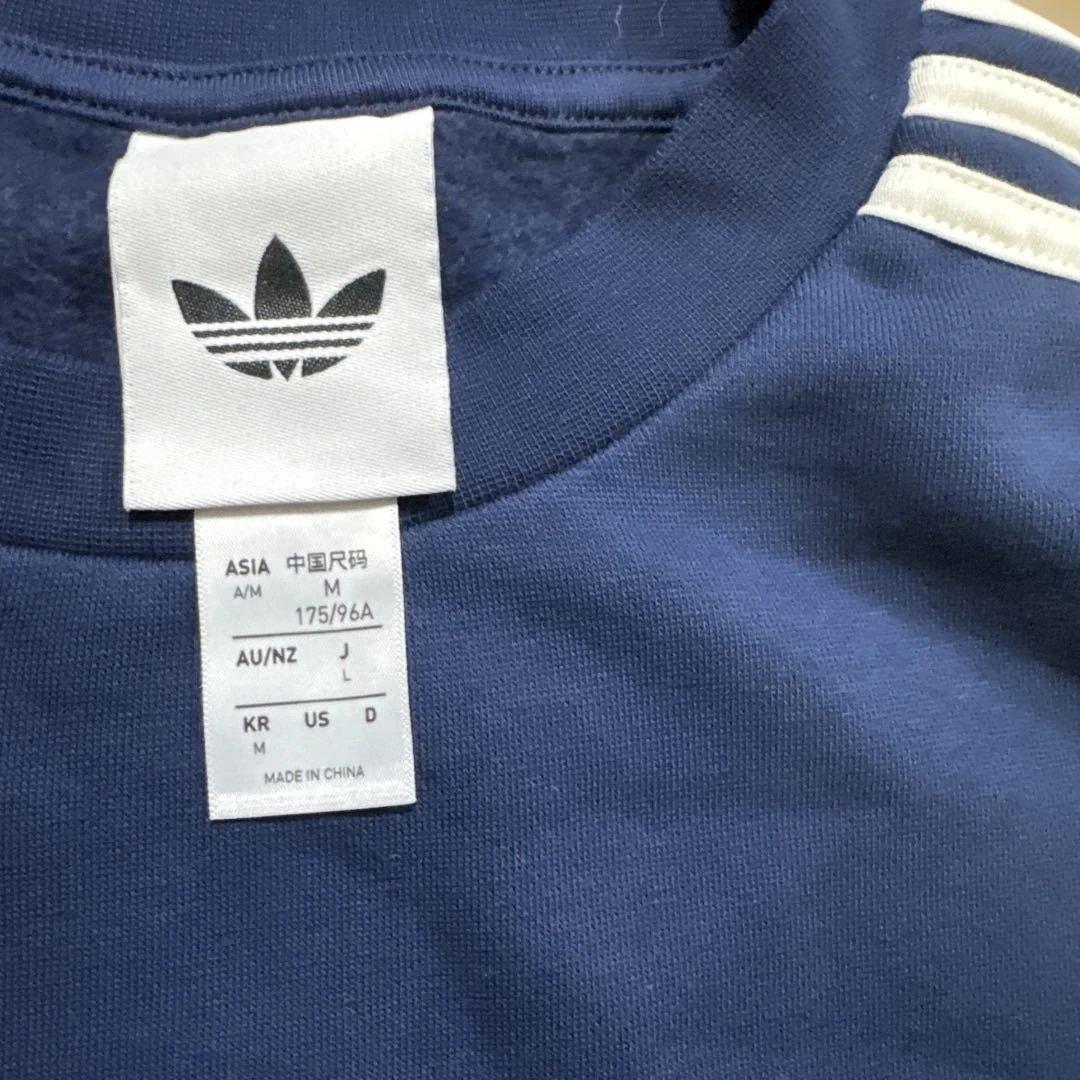 ASIA 中国尺码
A/M M
175/96A
AU/NZ J
L
KR US D
M
MADE IN CHINA